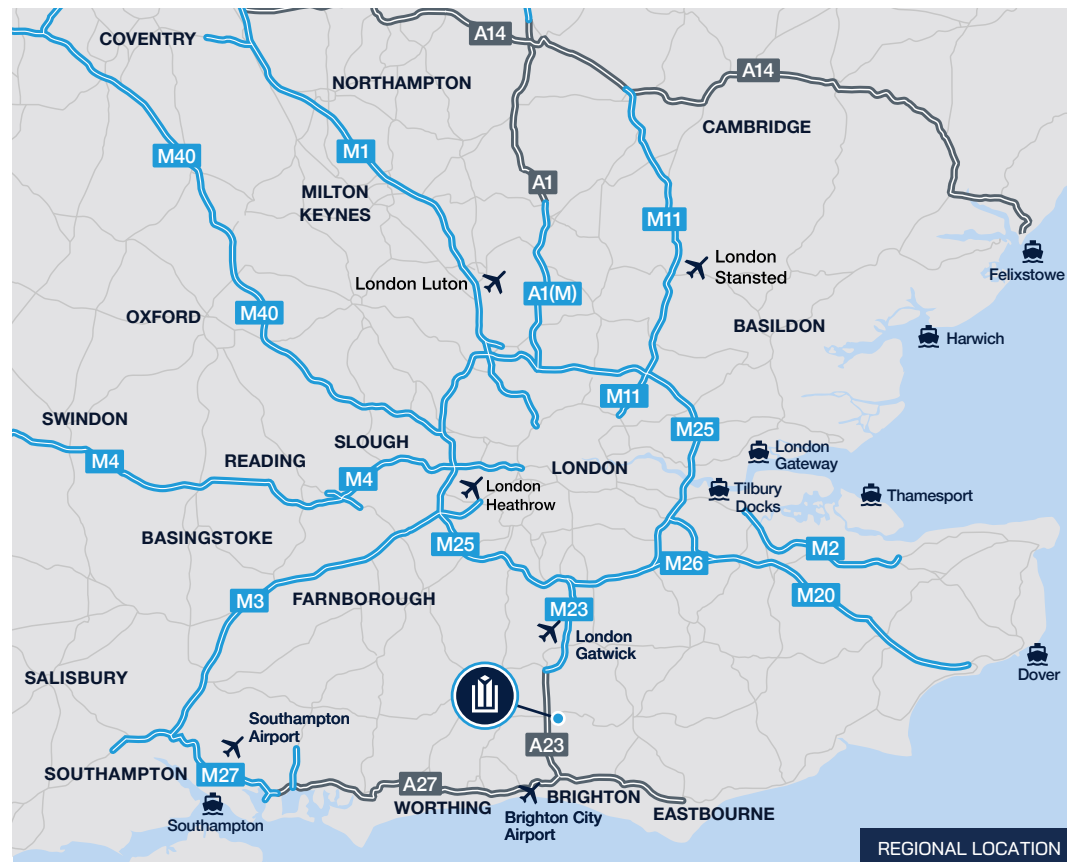 A14
COVENTRY
NORTHAMPTON
A14
CAMBRIDGE
M40
M1
A1
MILTON
KEYNES
M11
London
Stansted
London Luton
Felixstowe
A1(M)
OXFORD
M40
BASILDON
Harwich
M11
SWINDON
M25
SLOUGH
M4
READING
M4
LONDON
London
Gateway
London
Heathrow
Tilbury
Docks
Thamesport
BASINGSTOKE
M25
M2
M26
M3
FARNBOROUGH
M23
M20
London
Gatwick
SALISBURY
Dover
Southampton
Airport
A23
SOUTHAMPTON
M27
A27
WORTHING
BRIGHTON
EASTBOURNE
Southampton
Brighton City
Airport
REGIONAL LOCATION